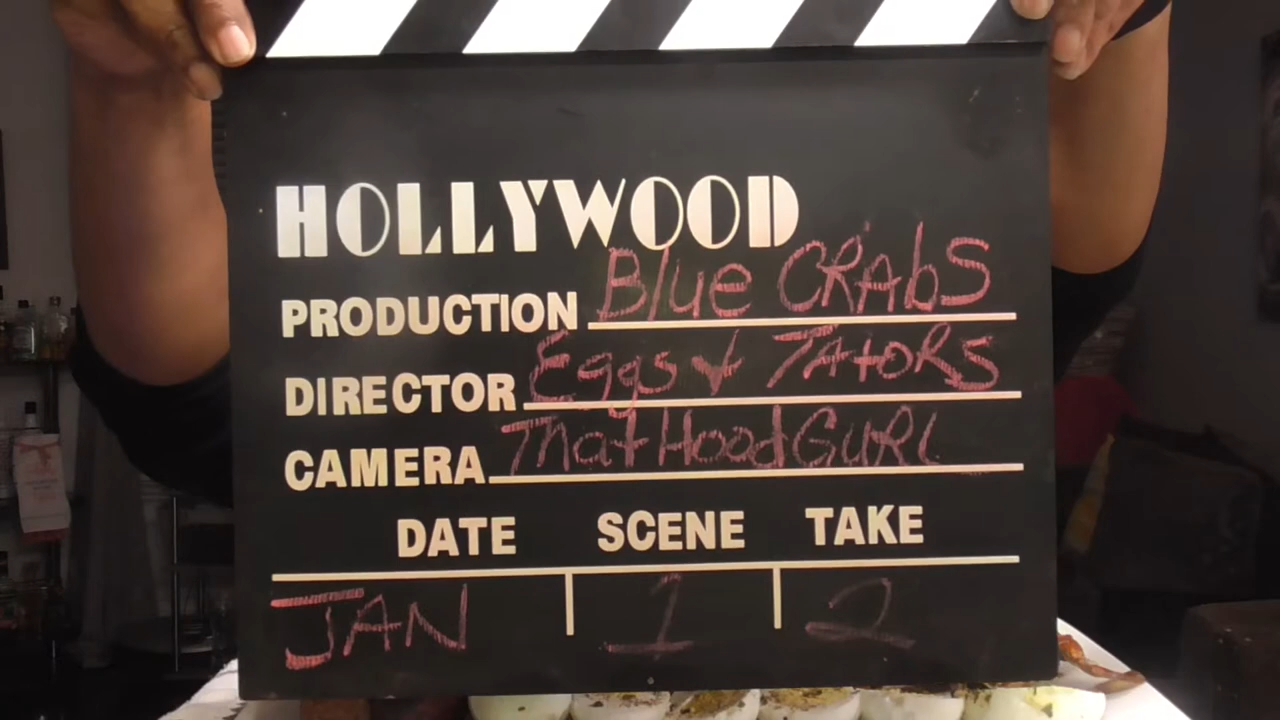 HOLLYWOOD
PRODUCTION Blue CRAbS
DIRECTOR Eggs & TAtoRS
CAMERA ThatHoodGURL
DATE SCENE TAKE
JAN 1 2